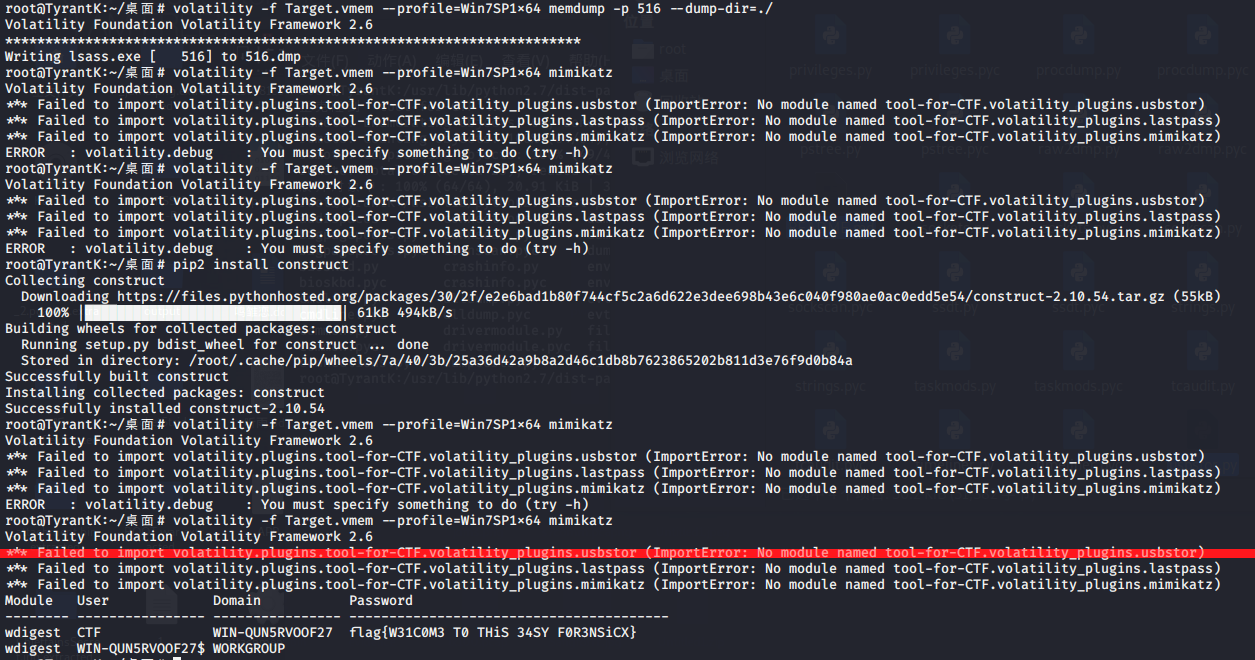 root@TyrantK:~/桌面# volatility -f Target.vmem --profile=Win7SP1×64 memdump -p 516 --dump-dir=./
Volatility Foundation Volatility Framework 2.6
************************************************************************
Writing lsass.exe [   516] to 516.dmp
root@TyrantK:~/桌面# volatility -f Target.vmem --profile=Win7SP1×64 mimikatz
Volatility Foundation Volatility Framework 2.6
*** Failed to import volatility.plugins.tool-for-CTF.volatility_plugins.usbstor (ImportError: No module named tool-for-CTF.volatility_plugins.usbstor)
*** Failed to import volatility.plugins.tool-for-CTF.volatility_plugins.lastpass (ImportError: No module named tool-for-CTF.volatility_plugins.lastpass)
*** Failed to import volatility.plugins.tool-for-CTF.volatility_plugins.mimikatz (ImportError: No module named tool-for-CTF.volatility_plugins.mimikatz)
ERROR   : volatility.debug    : You must specify something to do (try -h)
root@TyrantK:~/桌面# volatility -f Target.vmem --profile=Win7SP1×64 mimikatz
Volatility Foundation Volatility Framework 2.6
*** Failed to import volatility.plugins.tool-for-CTF.volatility_plugins.usbstor (ImportError: No module named tool-for-CTF.volatility_plugins.usbstor)
*** Failed to import volatility.plugins.tool-for-CTF.volatility_plugins.lastpass (ImportError: No module named tool-for-CTF.volatility_plugins.lastpass)
*** Failed to import volatility.plugins.tool-for-CTF.volatility_plugins.mimikatz (ImportError: No module named tool-for-CTF.volatility_plugins.mimikatz)
ERROR   : volatility.debug    : You must specify something to do (try -h)
root@TyrantK:~/桌面# pip2 install construct
Collecting construct
  Downloading https://files.pythonhosted.org/packages/30/2f/e2e6bad1b80f744cf5c2a6d622e3dee698b43e6c040f980ae0ac0edd5e54/construct-2.10.54.tar.gz (55kB)
    100% |████████████████████████████████| 61kB 494kB/s
Building wheels for collected packages: construct
  Running setup.py bdist_wheel for construct ... done
  Stored in directory: /root/.cache/pip/wheels/7a/40/3b/25a36d42a9b8a2d46c1db8b7623865202b811d3e76f9d0b84a
Successfully built construct
Installing collected packages: construct
Successfully installed construct-2.10.54
root@TyrantK:~/桌面# volatility -f Target.vmem --profile=Win7SP1×64 mimikatz
Volatility Foundation Volatility Framework 2.6
*** Failed to import volatility.plugins.tool-for-CTF.volatility_plugins.usbstor (ImportError: No module named tool-for-CTF.volatility_plugins.usbstor)
*** Failed to import volatility.plugins.tool-for-CTF.volatility_plugins.lastpass (ImportError: No module named tool-for-CTF.volatility_plugins.lastpass)
*** Failed to import volatility.plugins.tool-for-CTF.volatility_plugins.mimikatz (ImportError: No module named tool-for-CTF.volatility_plugins.mimikatz)
ERROR   : volatility.debug    : You must specify something to do (try -h)
root@TyrantK:~/桌面# volatility -f Target.vmem --profile=Win7SP1×64 mimikatz
Volatility Foundation Volatility Framework 2.6
*** Failed to import volatility.plugins.tool-for-CTF.volatility_plugins.usbstor (ImportError: No module named tool-for-CTF.volatility_plugins.usbstor)
*** Failed to import volatility.plugins.tool-for-CTF.volatility_plugins.lastpass (ImportError: No module named tool-for-CTF.volatility_plugins.lastpass)
*** Failed to import volatility.plugins.tool-for-CTF.volatility_plugins.mimikatz (ImportError: No module named tool-for-CTF.volatility_plugins.mimikatz)
Module   User             Domain           Password
-------- ---------------- ---------------- ----------------------------------------
wdigest  CTF              WIN-QUN5RVOOF27  flag{W31C0M3 T0 THiS 34SY F0R3NSiCX}
wdigest  WIN-QUN5RVOOF27$ WORKGROUP